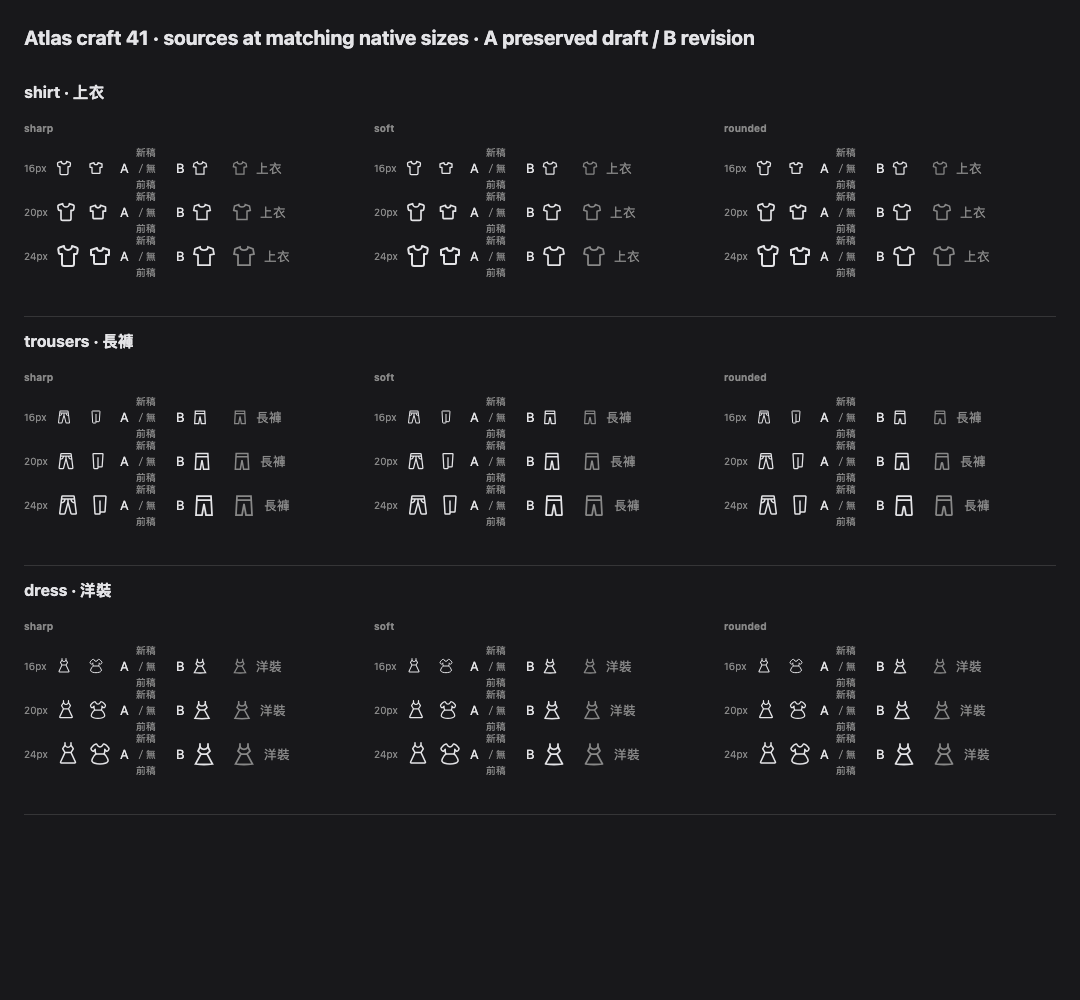 Atlas craft 41 · sources at matching native sizes · A preserved draft / B revision
shirt · 上衣
sharp
soft
rounded
16px A 新稿 / 無前稿 B 上衣
16px A 新稿 / 無前稿 B 上衣
16px A 新稿 / 無前稿 B 上衣
20px A 新稿 / 無前稿 B 上衣
20px A 新稿 / 無前稿 B 上衣
20px A 新稿 / 無前稿 B 上衣
24px A 新稿 / 無前稿 B 上衣
24px A 新稿 / 無前稿 B 上衣
24px A 新稿 / 無前稿 B 上衣
trousers · 長褲
sharp
soft
rounded
16px A 新稿 / 無前稿 B 長褲
16px A 新稿 / 無前稿 B 長褲
16px A 新稿 / 無前稿 B 長褲
20px A 新稿 / 無前稿 B 長褲
20px A 新稿 / 無前稿 B 長褲
20px A 新稿 / 無前稿 B 長褲
24px A 新稿 / 無前稿 B 長褲
24px A 新稿 / 無前稿 B 長褲
24px A 新稿 / 無前稿 B 長褲
dress · 洋裝
sharp
soft
rounded
16px A 新稿 / 無前稿 B 洋裝
16px A 新稿 / 無前稿 B 洋裝
16px A 新稿 / 無前稿 B 洋裝
20px A 新稿 / 無前稿 B 洋裝
20px A 新稿 / 無前稿 B 洋裝
20px A 新稿 / 無前稿 B 洋裝
24px A 新稿 / 無前稿 B 洋裝
24px A 新稿 / 無前稿 B 洋裝
24px A 新稿 / 無前稿 B 洋裝